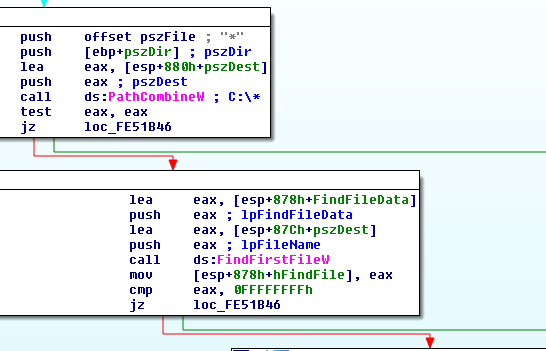 push offset pszFile ; "*"
push [ebp+pszDir] ; pszDir
lea eax, [esp+880h+pszDest]
push eax ; pszDest
call ds:PathCombineW ; C:\*
test eax, eax
jz loc_FE51B46
lea eax, [esp+878h+FindFileData]
push eax ; lpFindFileData
lea eax, [esp+87Ch+pszDest]
push eax ; lpFileName
call ds:FindFirstFileW
mov [esp+878h+hFindFile], eax
cmp eax, 0FFFFFFFFh
jz loc_FE51B46